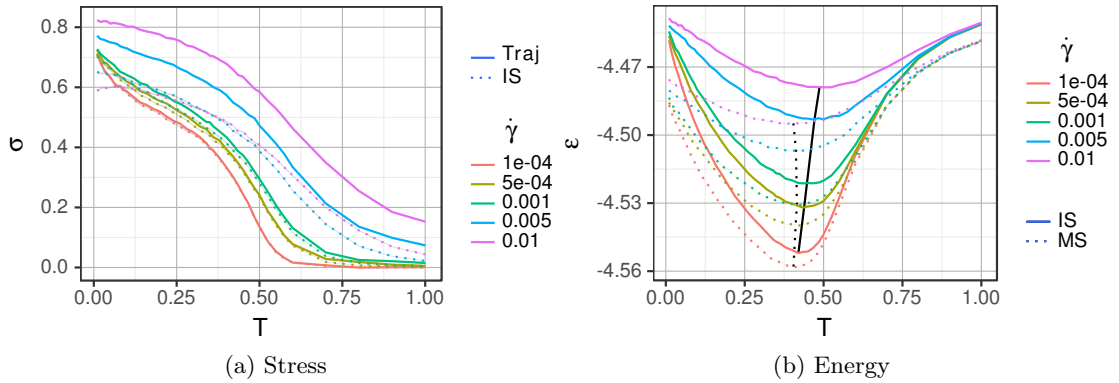 0.8
0.6
0.4
0.2
0.0
σ
0.00 0.25 0.50 0.75 1.00
T
Traj
IS
γ̇
1e-04
5e-04
0.001
0.005
0.01
(a) Stress
-4.47
-4.50
-4.53
-4.56
ε
0.00 0.25 0.50 0.75 1.00
T
γ̇
1e-04
5e-04
0.001
0.005
0.01
IS
MS
(b) Energy